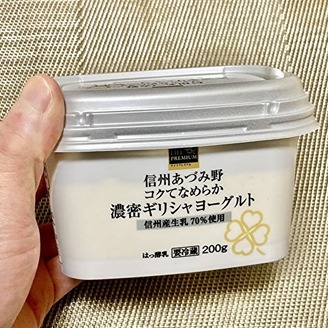 PREMIUM
信州あづみ野
コクてなめらか
濃密ギリシャヨーグルト
信州産生乳70%使用
はっ酵乳 要冷蔵 200g